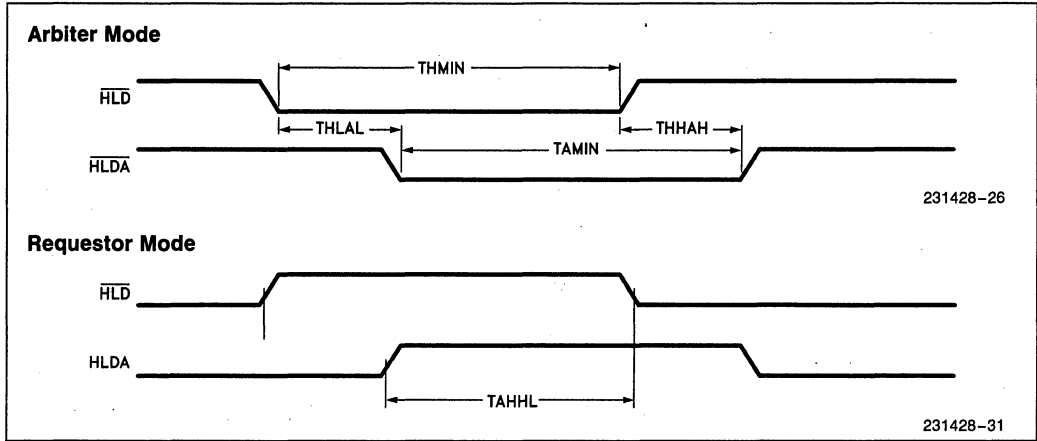 Arbiter Mode
THMIN
HLD
THLAL
THHAH
TAMIN
HLDA
231428–26
Requestor Mode
HLD
HLDA
TAHHL
231428–31